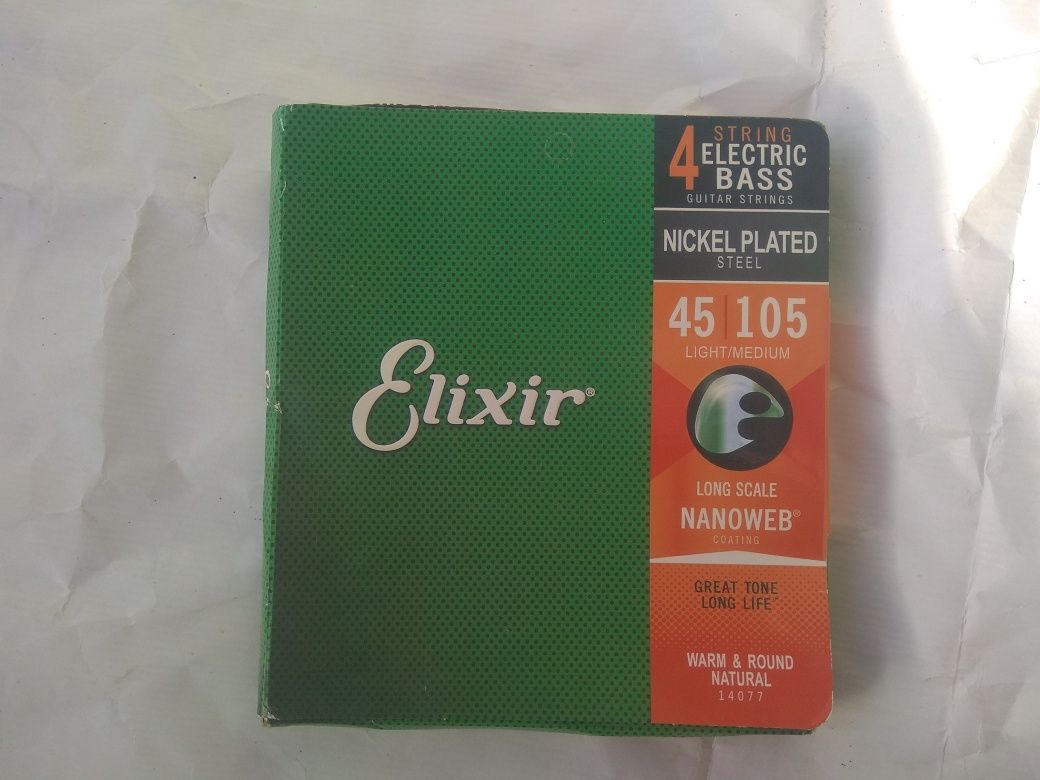 Elixir®
4 STRING
ELECTRIC
BASS
GUITAR STRINGS
NICKEL PLATED
STEEL
45 | 105
LIGHT/MEDIUM
LONG SCALE
NANOWEB®
COATING
GREAT TONE
LONG LIFE™
WARM & ROUND
NATURAL
14077